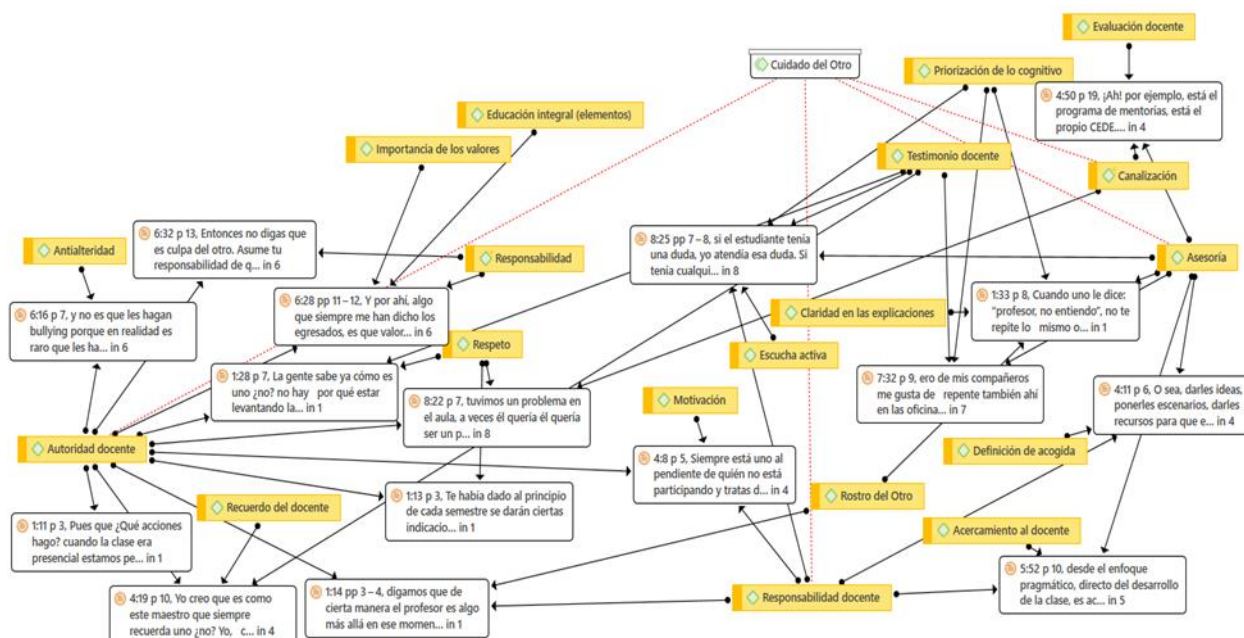 Evaluación docente
Cuidado del Otro
Priorización de lo cognitivo
4:50 p 19, ¡Ah! por ejemplo, está el
programa de mentorías, está el
propio CEDE.... in 4
Educación integral (elementos)
Importancia de los valores
Testimonio docente
Canalización
6:32 p 13, Entonces no digas que
es culpa del otro. Asume tu
responsabilidad de q... in 6
8:25 pp 7 – 8, si el estudiante tenía
una duda, yo atendía esa duda. Si
tenía cualqui... in 8
Antialteridad
Responsabilidad
Asesoría
6:28 pp 11 – 12, Y por ahí, algo
que siempre me han dicho los
egresados, es que valor... in 6
1:33 p 8, Cuando uno le dice:
"profesor, no entiendo", no te
repite lo mismo o... in 1
6:16 p 7, y no es que les hagan
bullying porque en realidad es
raro que les ha... in 6
Claridad en las explicaciones
Respeto
Escucha activa
1:28 p 7, La gente sabe ya cómo es
uno ¿no? no hay por qué estar
levantando la... in 1
7:32 p 9, ero de mis compañeros
me gusta de repente también ahí
en las oficina... in 7
4:11 p 6, O sea, darles ideas,
ponerles escenarios, darles
recursos para que e... in 4
8:22 p 7, tuvimos un problema en
el aula, a veces él quería él quería
ser un p... in 8
Motivación
Autoridad docente
Definición de acogida
4:8 p 5, Siempre está uno al
pendiente de quién no está
participando y tratas d... in 4
1:13 p 3, Te había dado al principio
de cada semestre se darán ciertas
indicacio... in 1
Rostro del Otro
Recuerdo del docente
Acercamiento al docente
1:11 p 3, Pues que ¿Qué acciones
hago? cuando la clase era
presencial estamos pe... in 1
5:52 p 10, desde el enfoque
pragmático, directo del desarrollo
de la clase, es ac... in 5
4:19 p 10, Yo creo que es como
este maestro que siempre
recuerda uno ¿no? Yo, c... in 4
1:14 pp 3 – 4, digamos que de
cierta manera el profesor es algo
más allá en ese momen... in 1
Responsabilidad docente